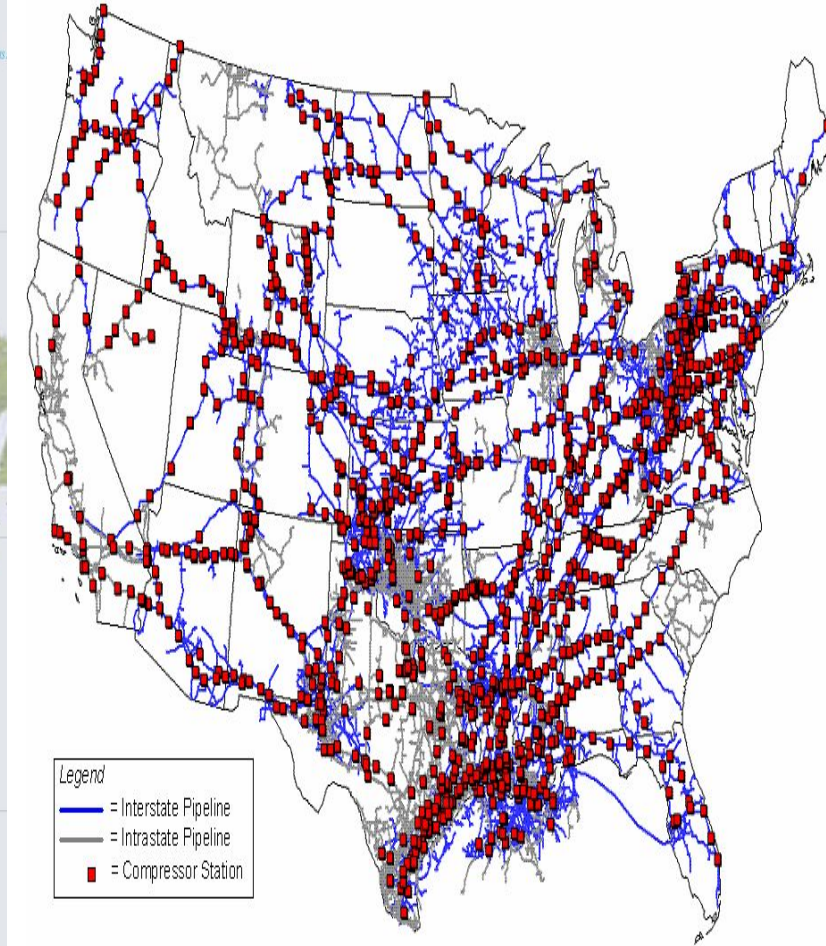 Legend
= Interstate Pipeline
= Intrastate Pipeline
= Compressor Station